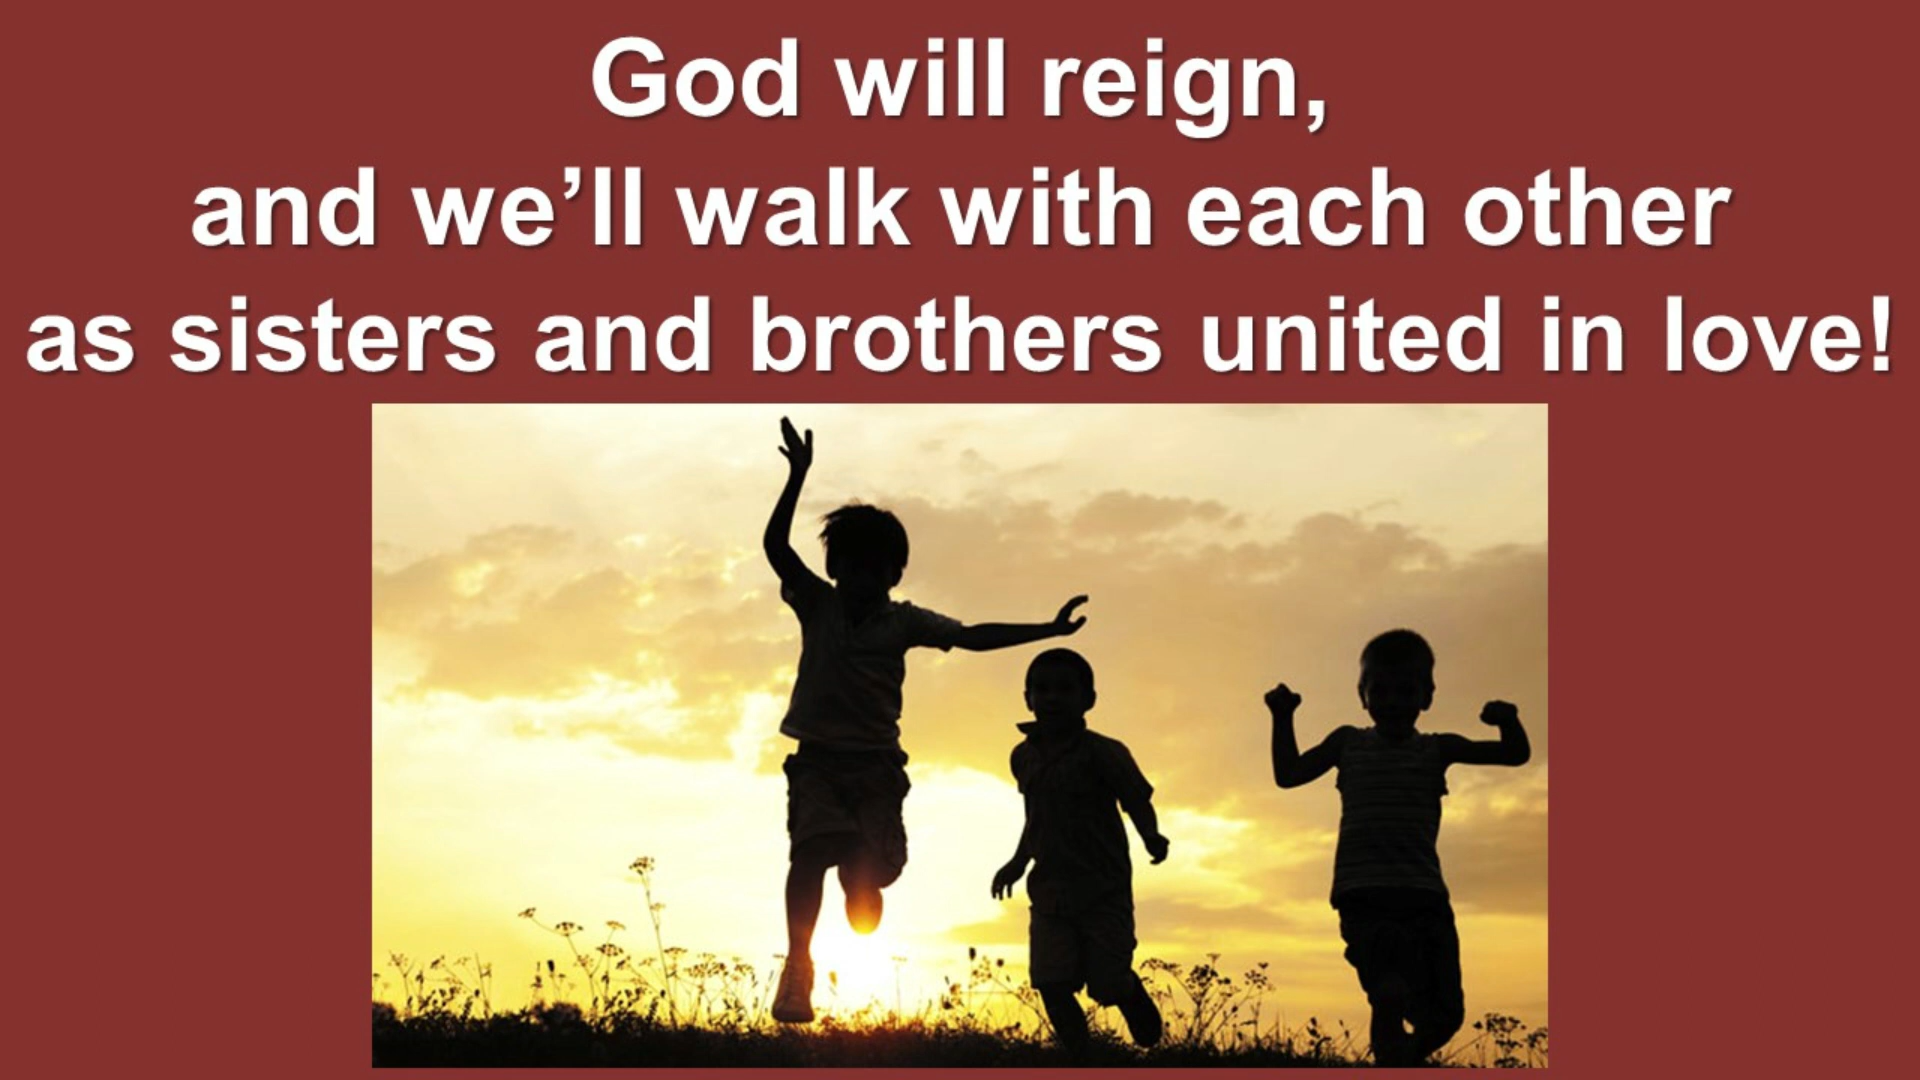 God will reign,
and we’ll walk with each other
as sisters and brothers united in love!